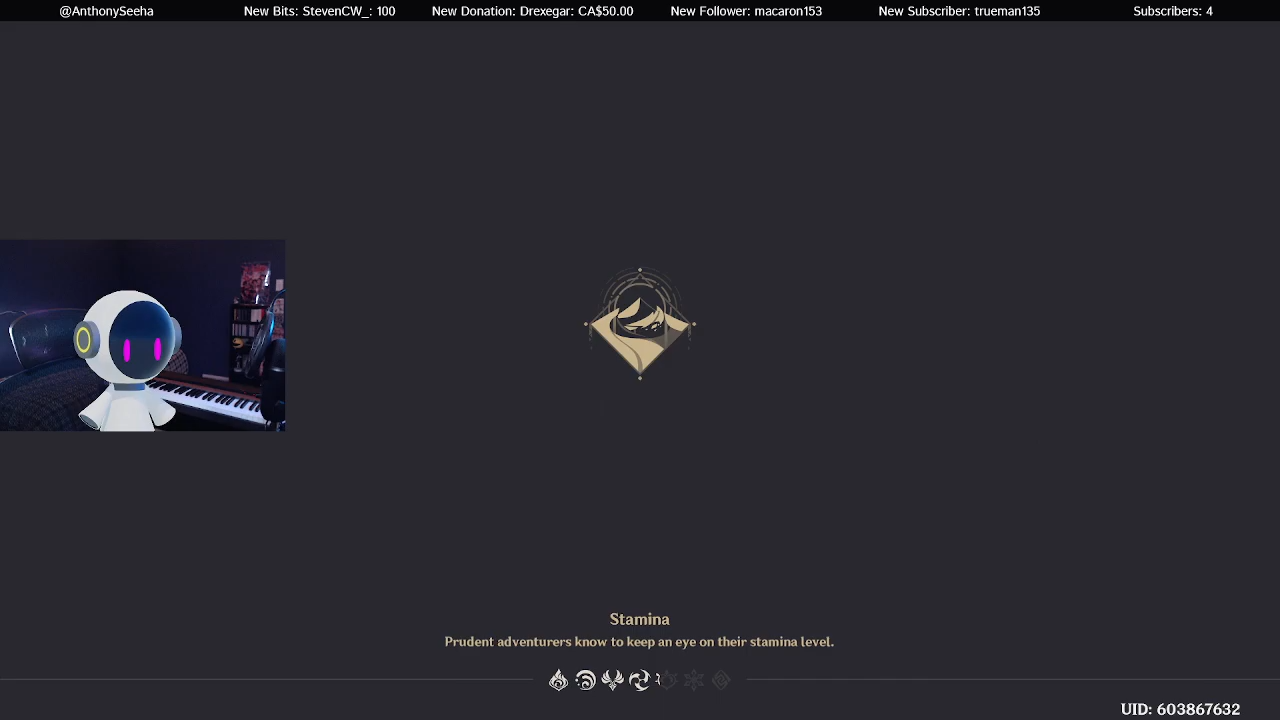 @AnthonySeeha New Bits: StevenCW_: 100 New Donation: Drexegar: CA$50.00 New Follower: macaron153 New Subscriber: trueman135 Subscribers: 4
Stamina
Prudent adventurers know to keep an eye on their stamina level.
UID: 603867632